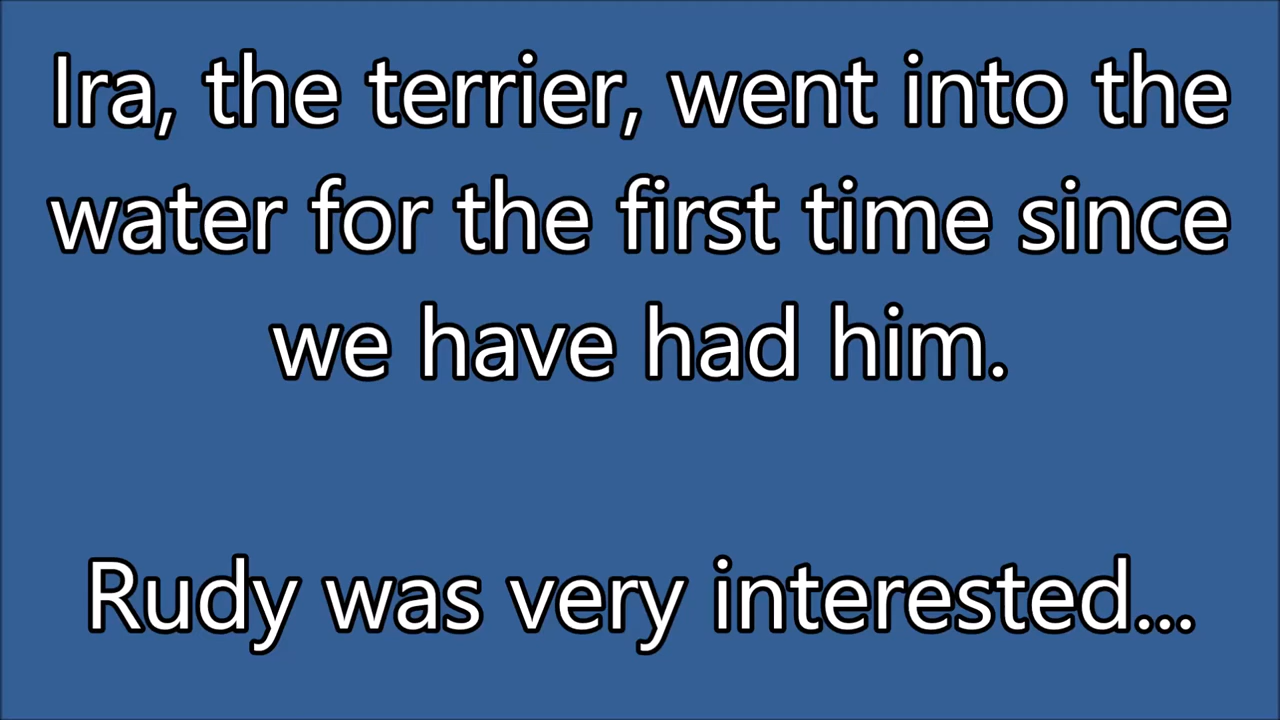 Ira, the terrier, went into the
water for the first time since
we have had him.
Rudy was very interested...